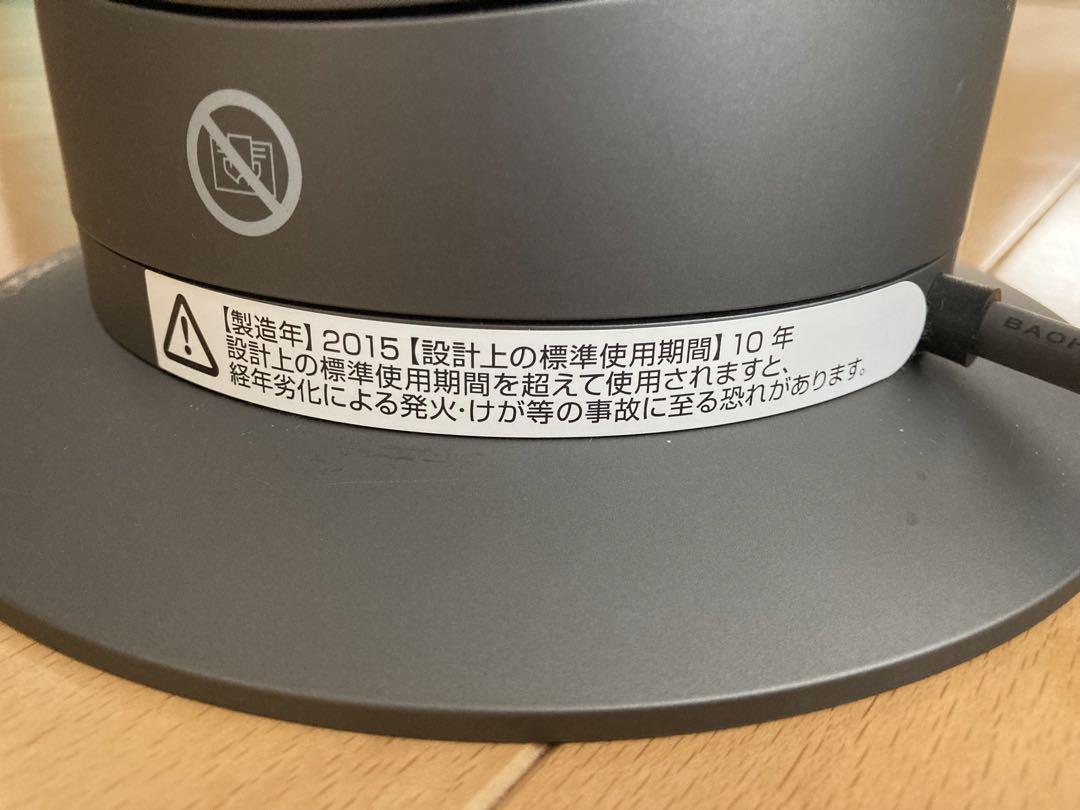 【製造年】2015【設計上の標準使用期間】10年
設計上の標準使用期間を超えて使用されますと、
経年劣化による発火·けが等の事故に至る恐れがあります。
BAOH